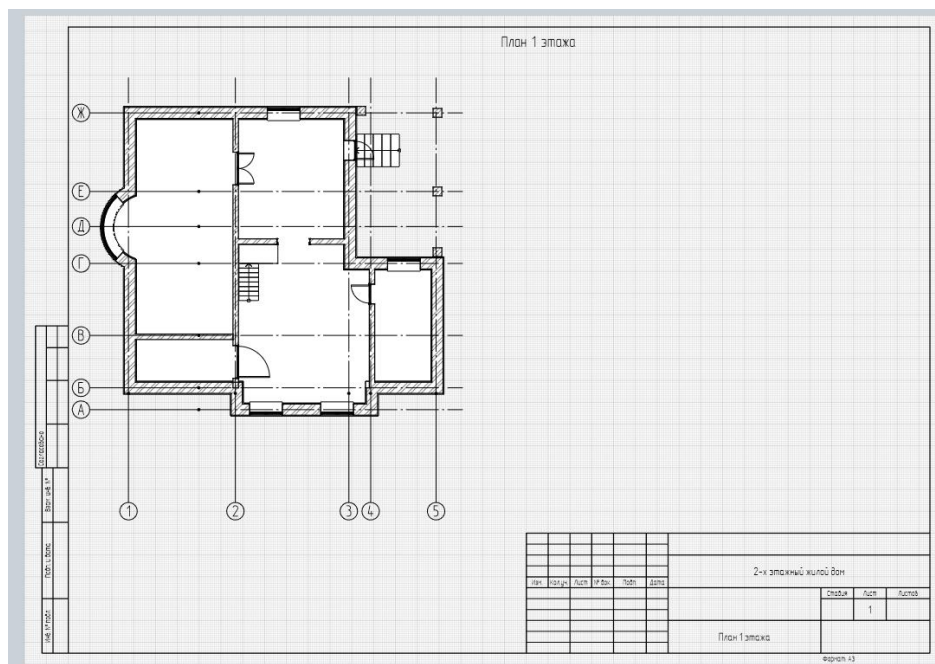 План 1 этажа
Ж
Е
Д
Г
В
Б
А
1 2 3 4 5
Согласовано
Взам. инв. №
Подп. и дата
Инв. № подл.
2-х этажный жилой дом
Изм. Кол.уч. Лист № док. Подп. Дата
Стадия Лист Листов
1
План 1 этажа
Формат А3